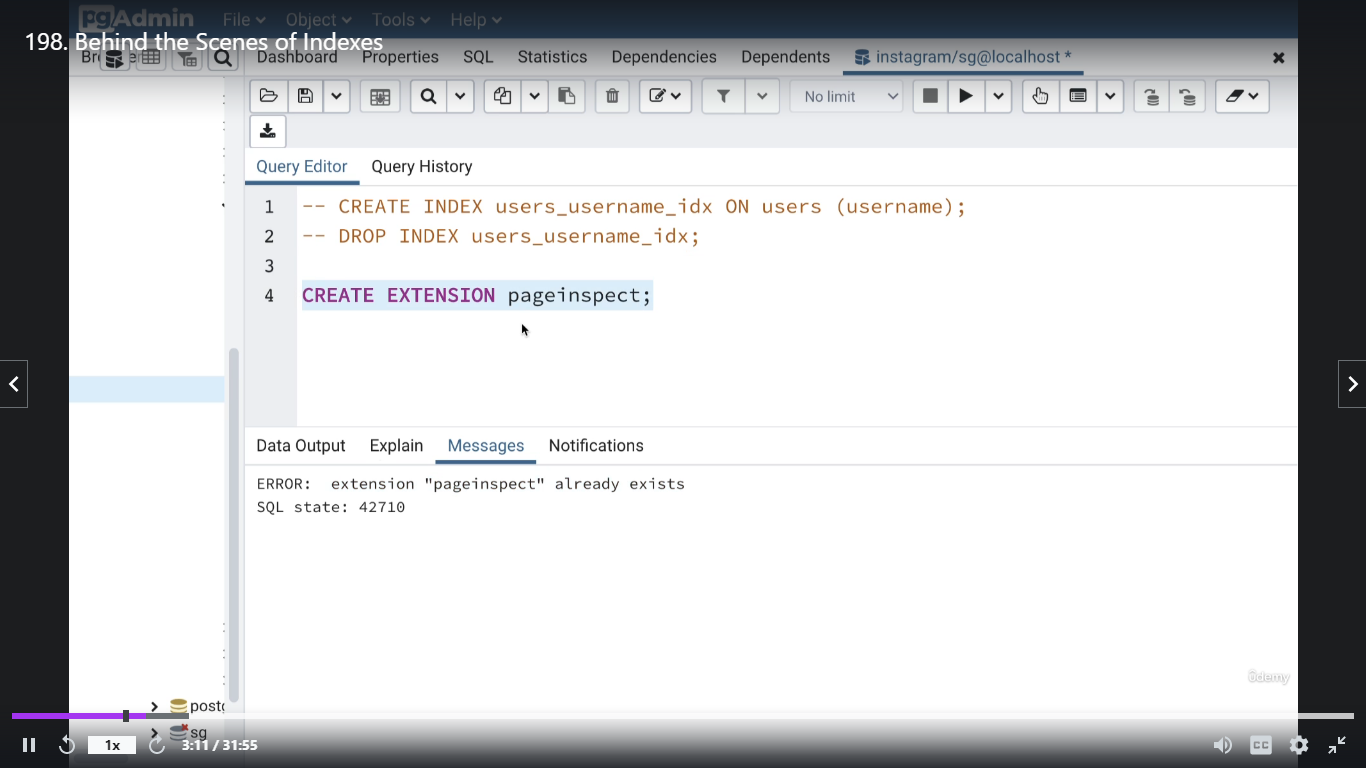 pgAdmin File Object Tools Help
198. Behind the Scenes of Indexes
Dashboard Properties SQL Statistics Dependencies Dependents instagram/sg@localhost *
No limit
Query Editor Query History
1 -- CREATE INDEX users_username_idx ON users (username);
2 -- DROP INDEX users_username_idx;
3
4 CREATE EXTENSION pageinspect;
Data Output Explain Messages Notifications
ERROR: extension "pageinspect" already exists
SQL state: 42710
ûdemy
sg
1x 3:11 / 31:55 CC